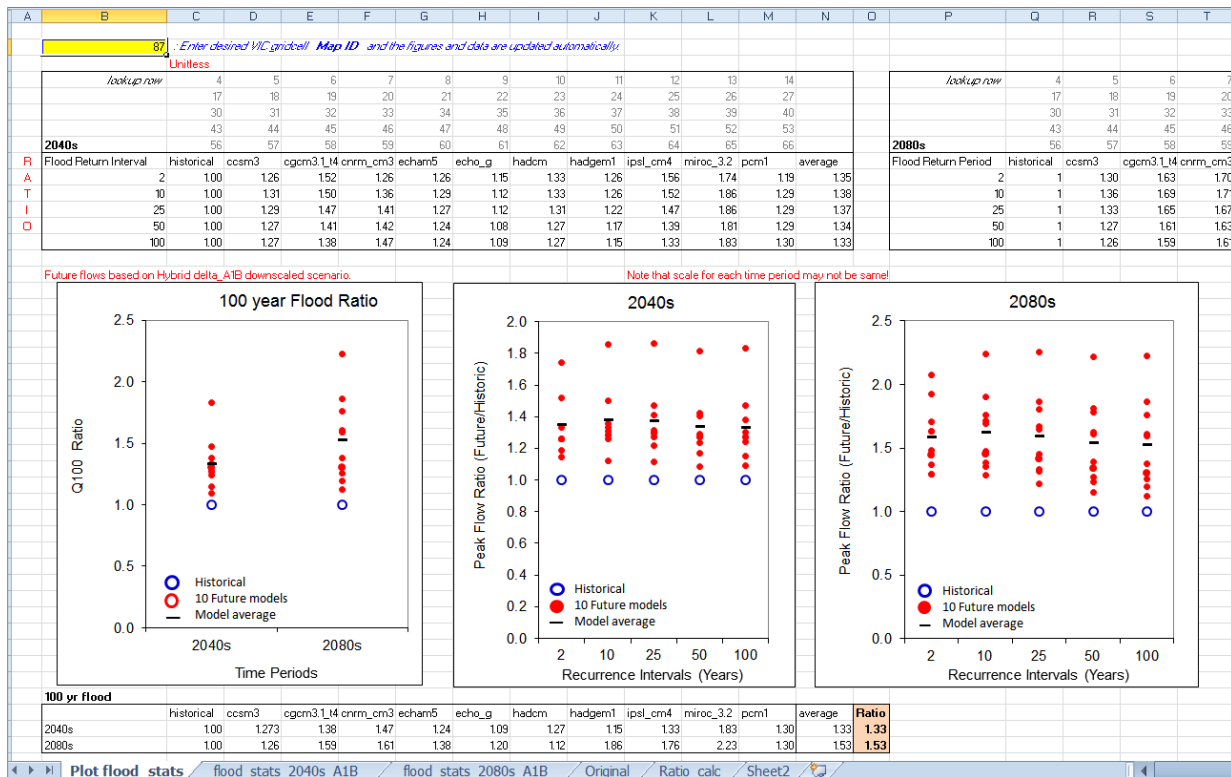 A B C D E F G H I J K L M N O P Q R S T
87 : Enter desired VIC gridcell Map ID and the figures and data are updated automatically.
Unitless
lookup row 4 5 6 7 8 9 10 11 12 13 14 lookup row 4 5 6 7
17 18 19 20 21 22 23 24 25 26 27 17 18 19 20
30 31 32 33 34 35 36 37 38 39 40 30 31 32 33
43 44 45 46 47 48 49 50 51 52 53 43 44 45 46
2040s 56 57 58 59 60 61 62 63 64 65 66 2080s 56 57 58 59
R Flood Return Interval historical ccsm3 cgcm3.1_t4 cnrm_cm3 echam5 echo_g hadcm hadgem1 ipsl_cm4 miroc_3.2 pcm1 average Flood Return Period historical ccsm3 cgcm3.1_t4 cnrm_cm3
A 2 1.00 1.26 1.52 1.26 1.26 1.15 1.33 1.26 1.56 1.74 1.19 1.35 2 1 1.30 1.63 1.70
T 10 1.00 1.31 1.50 1.36 1.29 1.12 1.33 1.26 1.52 1.86 1.29 1.38 10 1 1.36 1.69 1.71
I 25 1.00 1.29 1.47 1.41 1.27 1.12 1.31 1.22 1.47 1.86 1.29 1.37 25 1 1.33 1.65 1.67
O 50 1.00 1.27 1.41 1.42 1.24 1.08 1.27 1.17 1.39 1.81 1.29 1.34 50 1 1.27 1.61 1.63
100 1.00 1.27 1.38 1.47 1.24 1.09 1.27 1.15 1.33 1.83 1.30 1.33 100 1 1.26 1.59 1.61
Future flows based on Hybrid delta_A1B downscaled scenario. Note that scale for each time period may not be same!
100 year Flood Ratio
2.5
2.0
1.5
1.0
0.5
0.0
Q100 Ratio
Historical
10 Future models
Model average
2040s 2080s
Time Periods
2040s
2.0
1.8
1.6
1.4
1.2
1.0
0.8
0.6
0.4
0.2
0.0
Peak Flow Ratio (Future/Historic)
Historical
10 Future models
Model average
2 10 25 50 100
Recurrence Intervals (Years)
2080s
2.5
2.0
1.5
1.0
0.5
0.0
Peak Flow Ratio (Future/Historic)
Historical
10 Future models
Model average
2 10 25 50 100
Recurrence Intervals (Years)
100 yr flood
historical ccsm3 cgcm3.1_t4 cnrm_cm3 echam5 echo_g hadcm hadgem1 ipsl_cm4 miroc_3.2 pcm1 average Ratio
2040s 1.00 1.273 1.38 1.47 1.24 1.09 1.27 1.15 1.33 1.83 1.30 1.33 1.33
2080s 1.00 1.26 1.59 1.61 1.38 1.20 1.12 1.86 1.76 2.23 1.30 1.53 1.53
Plot flood_stats flood_stats_2040s_A1B flood_stats_2080s_A1B Original Ratio_calc Sheet2